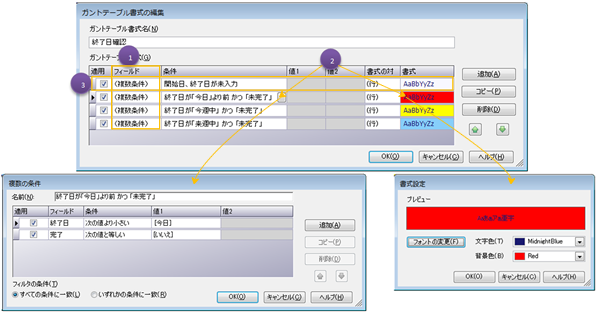 ガントテーブル書式の編集
ガントテーブル書式名(N)
終了日確認
ガントテー
(G)
1
2
3
適用 フィールド 条件 値1 値2 書式の対 書式
(複数条件) 開始日、終了日が未入力 (行) AaBbYyZz
(複数条件) 終了日が「今日」より前 かつ 「未完了」 (行) AaBbYyZz
(複数条件) 終了日が「今週中」 かつ 「未完了」 (行) AaBbYyZz
(複数条件) 終了日が「来週中」 かつ 「未完了」 (行) AaBbYyZz
追加(A)
コピー(P)
削除(D)
OK(O) キャンセル(C) ヘルプ(H)
複数の条件
名前(N) 終了日が「今日」より前 かつ 「未完了」
適用 フィールド 条件 値1 値2
終了日 次の値より小さい [今日]
完了 次の値と等しい [いいえ]
追加(A)
コピー(P)
削除(D)
フィルタの条件(T)
すべての条件に一致(L) いずれかの条件に一致(R)
OK(O) キャンセル(C) ヘルプ(H)
書式設定
プレビュー
フォントの変更(F) 文字色(T) MidnightBlue
背景色(B) Red
OK(O) キャンセル(C) ヘルプ(H)